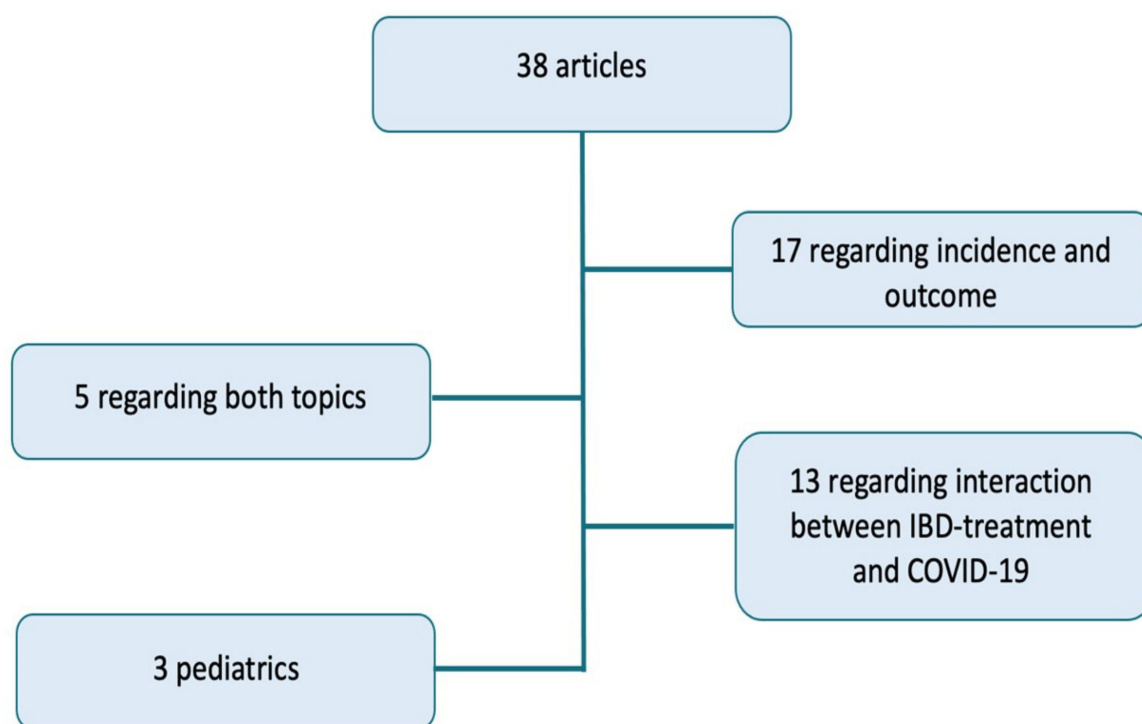 38 articles
17 regarding incidence and
outcome
5 regarding both topics
13 regarding interaction
between IBD-treatment
and COVID-19
3 pediatrics